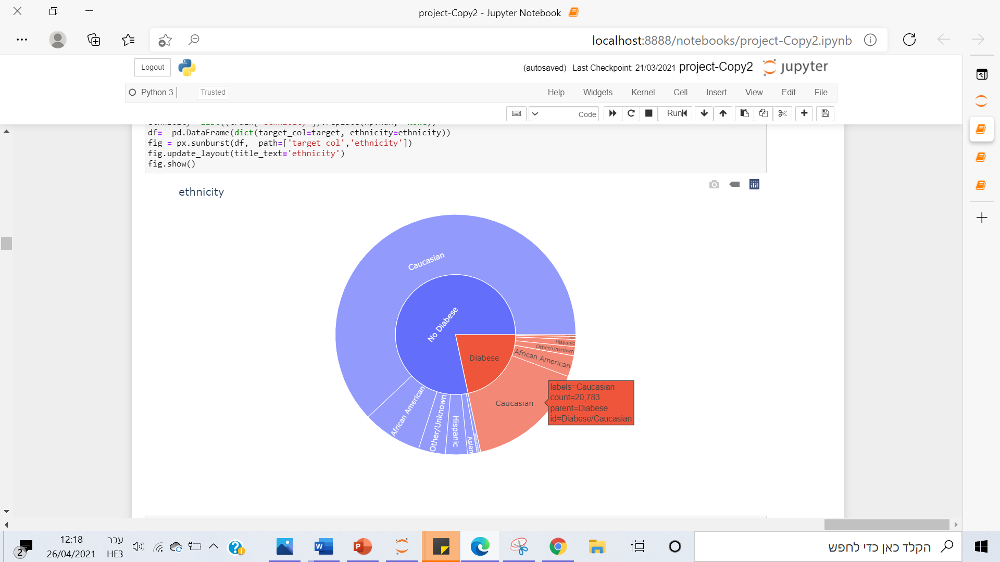 project-Copy2 - Jupyter Notebook
localhost:8888/notebooks/project-Copy2.ipynb
Logout
(autosaved) Last Checkpoint: 21/03/2021 project-Copy2 jupyter
Python 3
Trusted
Help Widgets Kernel Cell Insert View Edit File
Code
Run
df=  pd.DataFrame(dict(target_col=target, ethnicity=ethnicity))
fig = px.sunburst(df,  path=['target_col','ethnicity'])
fig.update_layout(title_text='ethnicity')
fig.show()
ethnicity
Caucasian
No Diabese
Diabese
Hispanic
Other/Unknown
African American
Caucasian
labels=Caucasian
count=20,783
parent=Diabese
id=Diabese/Caucasian
African American
Other/Unknown
Hispanic
Asian
2
12:18
26/04/2021
עבר
HE3
הקלד כאן כדי לחפש